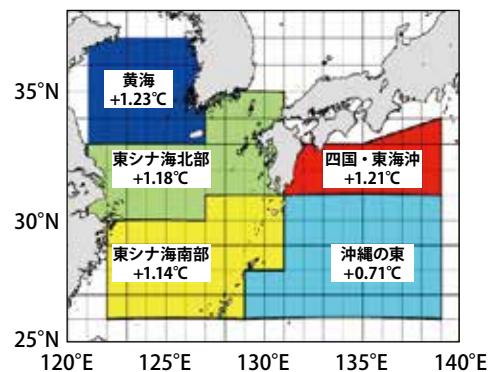 35°N
30°N
25°N
黄海
+1.23℃
東シナ海北部
+1.18℃
四国・東海沖
+1.21℃
東シナ海南部
+1.14℃
沖縄の東
+0.71℃
120°E
125°E
130°E
135°E
140°E